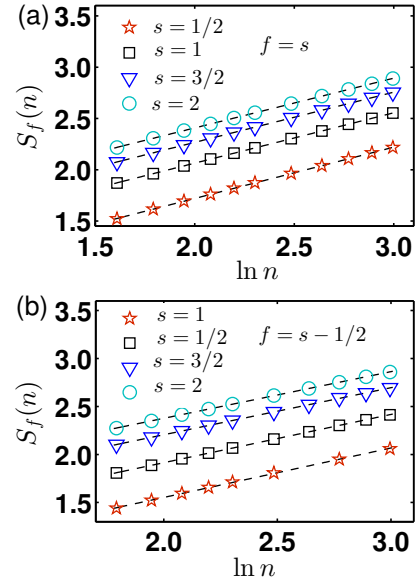 (a)
3.5
3.0
2.5
2.0
1.5
S_f(n)
s = 1/2
s = 1
s = 3/2
s = 2
f = s
1.5 2.0 2.5 3.0
ln n
(b)
3.5
3.0
2.5
2.0
1.5
S_f(n)
s = 1
s = 1/2
s = 3/2
s = 2
f = s − 1/2
2.0 2.5 3.0
ln n